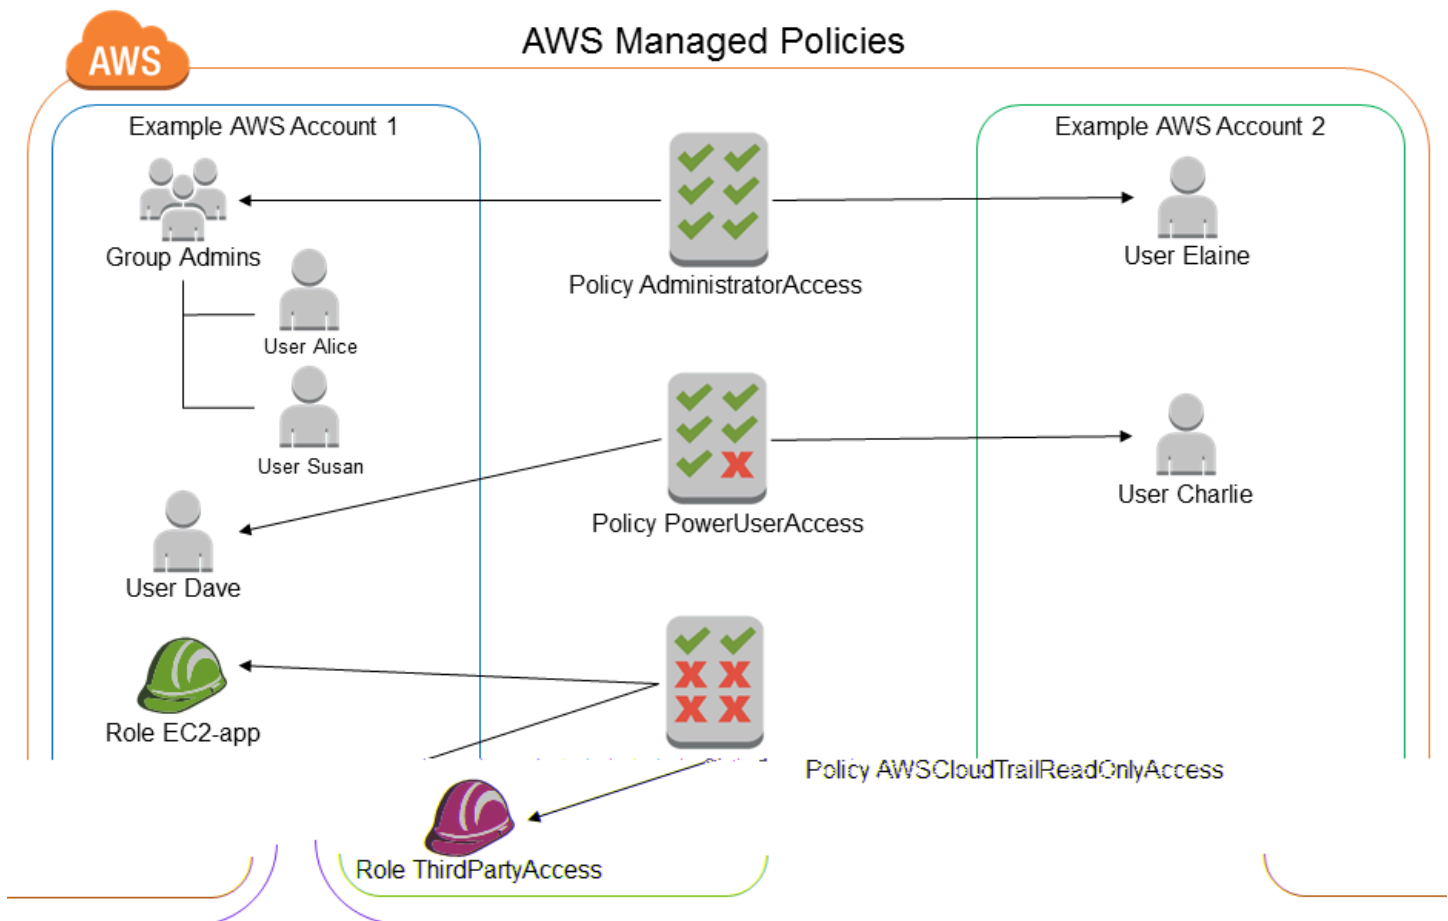 AWS
AWS Managed Policies
Example AWS Account 1
Example AWS Account 2
Group Admins
User Elaine
Policy AdministratorAccess
User Alice
User Susan
User Charlie
Policy PowerUserAccess
User Dave
Role EC2-app
Policy AWSCloudTrailReadOnlyAccess
Role ThirdPartyAccess